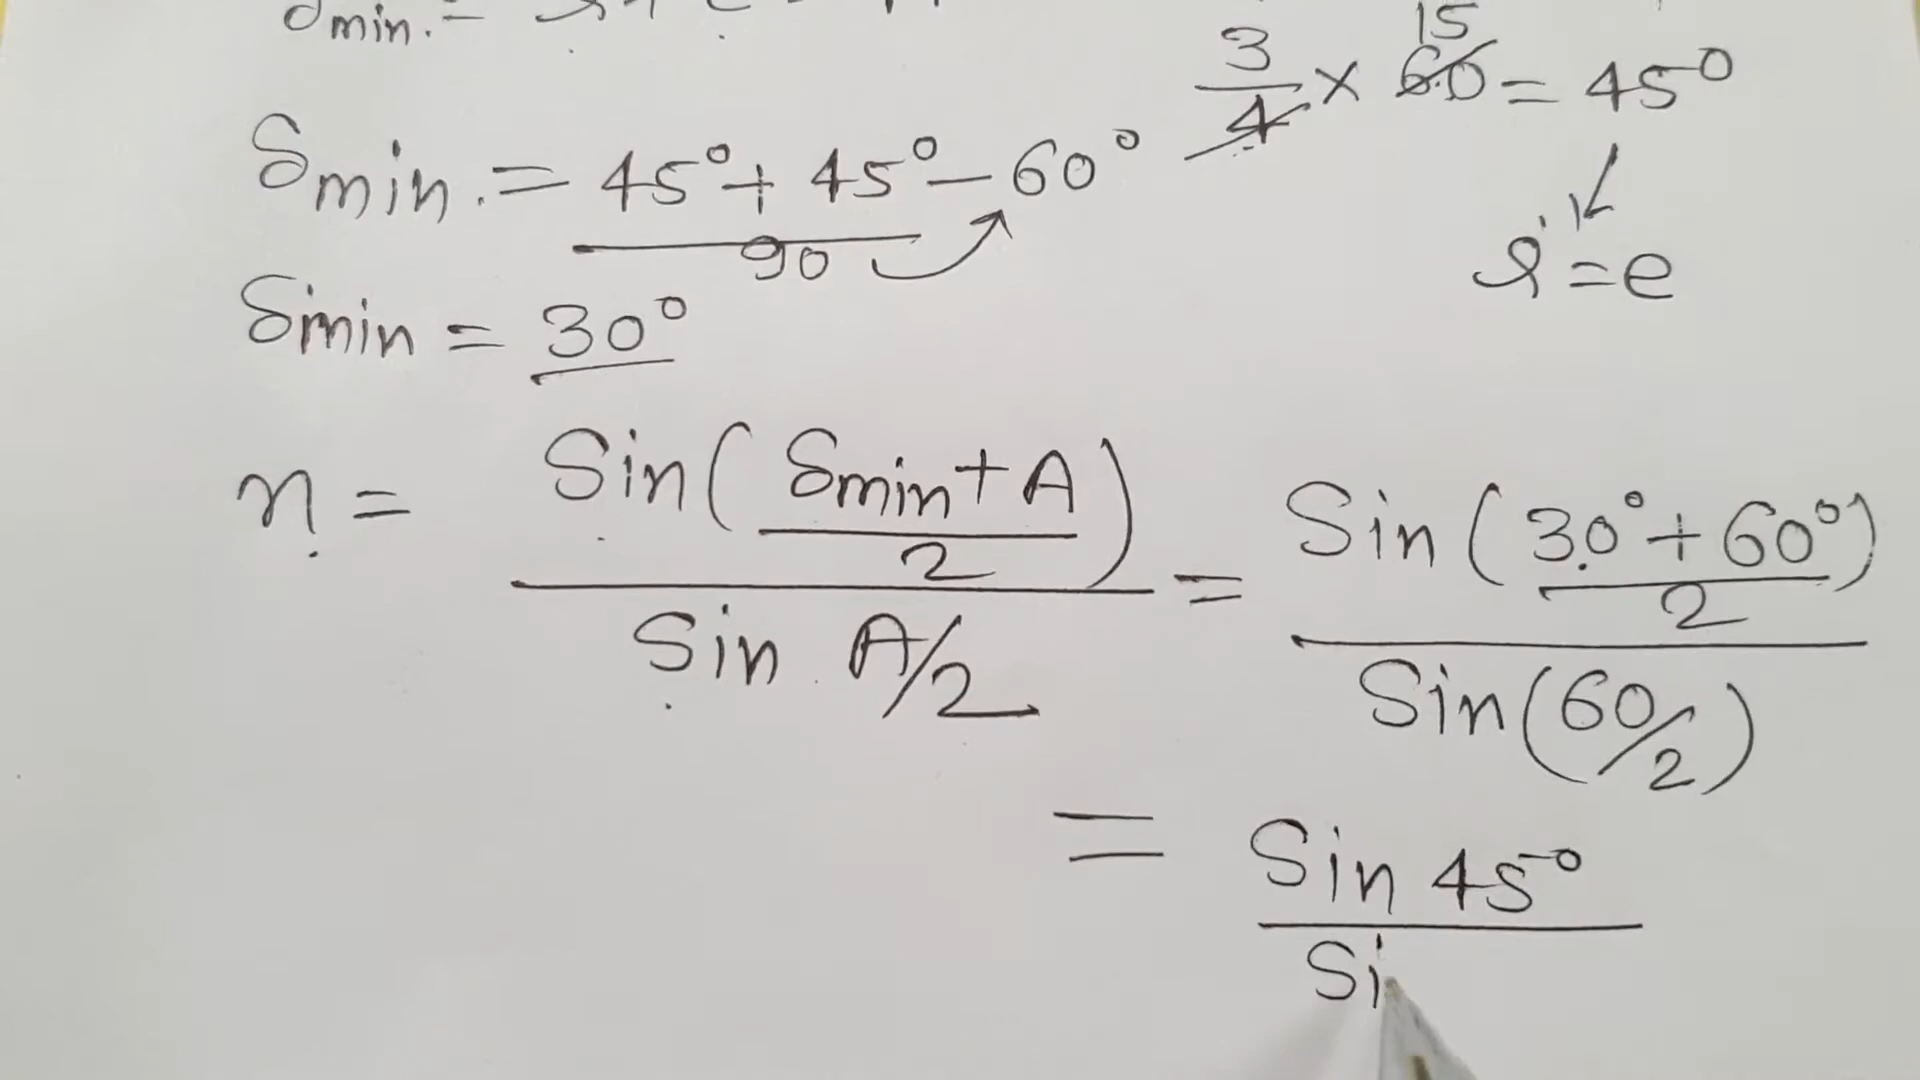 δmin. =
3/4 × 60 = 45°
15
δmin. = 45° + 45° − 60°
90
i = e
δmin = 30°
n = Sin((δmin + A)/2) / Sin A/2 = Sin((30° + 60°)/2) / Sin(60/2)
= Sin 45° / Si